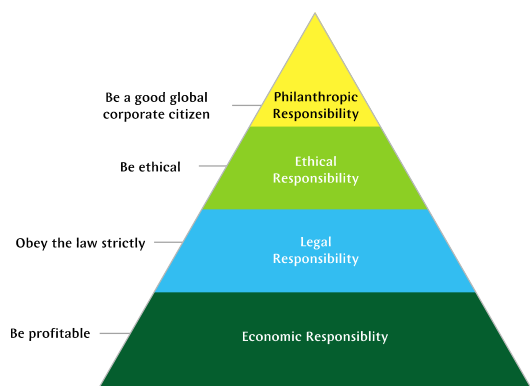 Be a good global
corporate citizen
Philanthropic
Responsibility
Be ethical
Ethical
Responsibility
Obey the law strictly
Legal
Responsibility
Be profitable
Economic Responsiblity